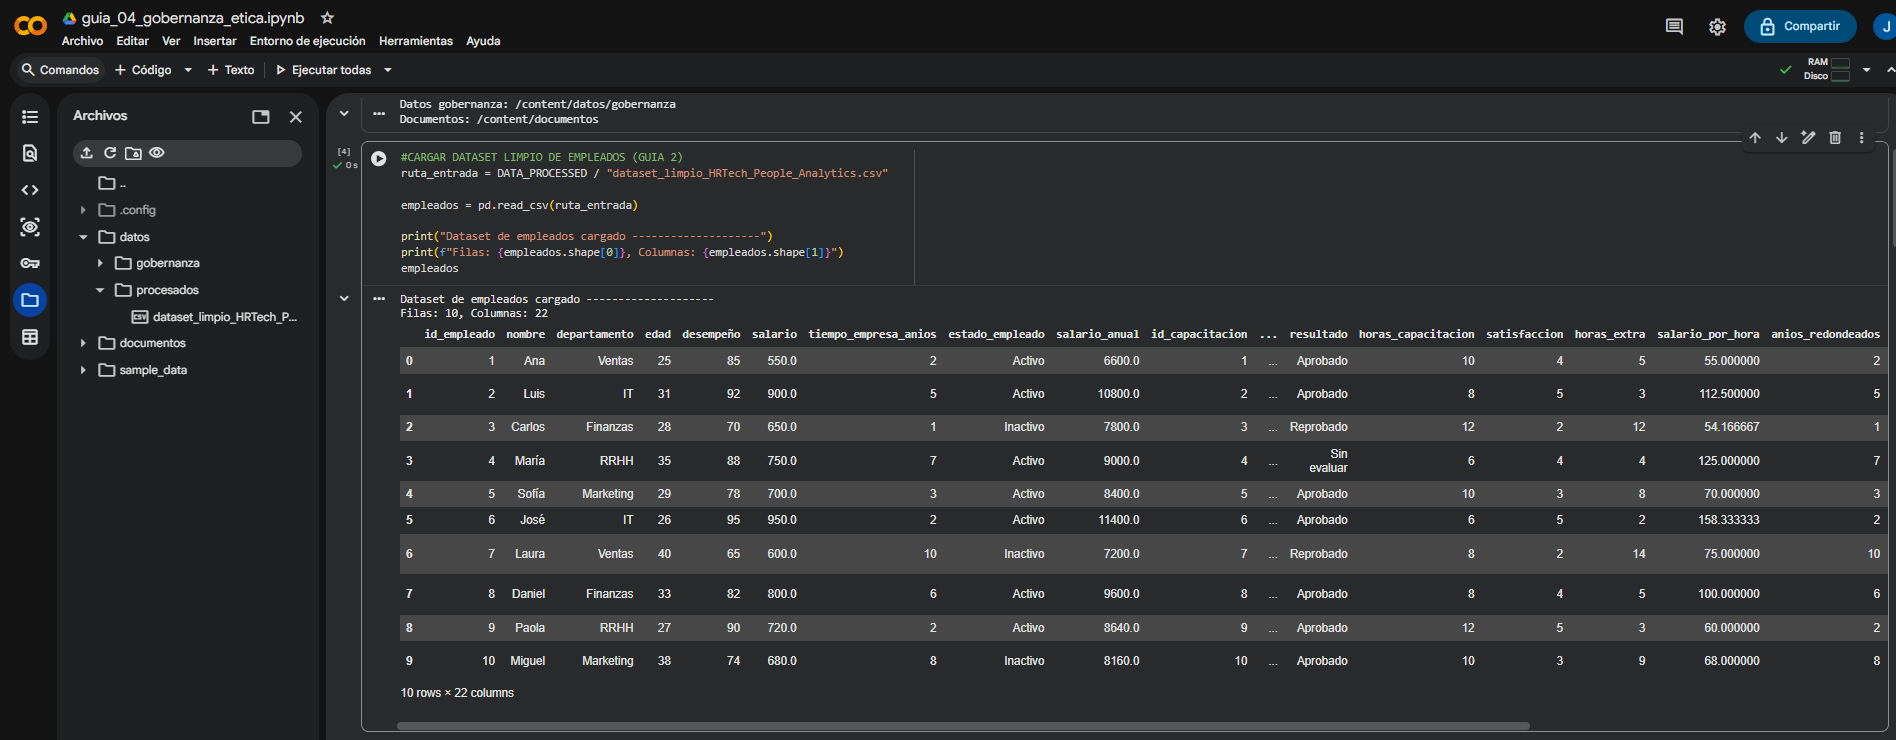 guia_04_gobernanza_etica.ipynb
Archivo Editar Ver Insertar Entorno de ejecución Herramientas Ayuda
Compartir
J
Comandos + Código + Texto Ejecutar todas
RAM
Disco
Archivos
..
.config
datos
gobernanza
procesados
dataset_limpio_HRTech_P...
documentos
sample_data
Datos gobernanza: /content/datos/gobernanza
Documentos: /content/documentos
[4]
0 s
#CARGAR DATASET LIMPIO DE EMPLEADOS (GUIA 2)
ruta_entrada = DATA_PROCESSED / "dataset_limpio_HRTech_People_Analytics.csv"
empleados = pd.read_csv(ruta_entrada)
print("Dataset de empleados cargado --------------------")
print(f"Filas: {empleados.shape[0]}, Columnas: {empleados.shape[1]}")
empleados
Dataset de empleados cargado --------------------
Filas: 10, Columnas: 22
id_empleado nombre departamento edad desempeño salario tiempo_empresa_anios estado_empleado salario_anual id_capacitacion ... resultado horas_capacitacion satisfaccion horas_extra salario_por_hora anios_redondeados
0 1 Ana Ventas 25 85 550.0 2 Activo 6600.0 1 ... Aprobado 10 4 5 55.000000 2
1 2 Luis IT 31 92 900.0 5 Activo 10800.0 2 ... Aprobado 8 5 3 112.500000 5
2 3 Carlos Finanzas 28 70 650.0 1 Inactivo 7800.0 3 ... Reprobado 12 2 12 54.166667 1
3 4 María RRHH 35 88 750.0 7 Activo 9000.0 4 ... Sin evaluar 6 4 4 125.000000 7
4 5 Sofía Marketing 29 78 700.0 3 Activo 8400.0 5 ... Aprobado 10 3 8 70.000000 3
5 6 José IT 26 95 950.0 2 Activo 11400.0 6 ... Aprobado 6 5 2 158.333333 2
6 7 Laura Ventas 40 65 600.0 10 Inactivo 7200.0 7 ... Reprobado 8 2 14 75.000000 10
7 8 Daniel Finanzas 33 82 800.0 6 Activo 9600.0 8 ... Aprobado 8 4 5 100.000000 6
8 9 Paola RRHH 27 90 720.0 2 Activo 8640.0 9 ... Aprobado 12 5 3 60.000000 2
9 10 Miguel Marketing 38 74 680.0 8 Inactivo 8160.0 10 ... Aprobado 10 3 9 68.000000 8
10 rows × 22 columns